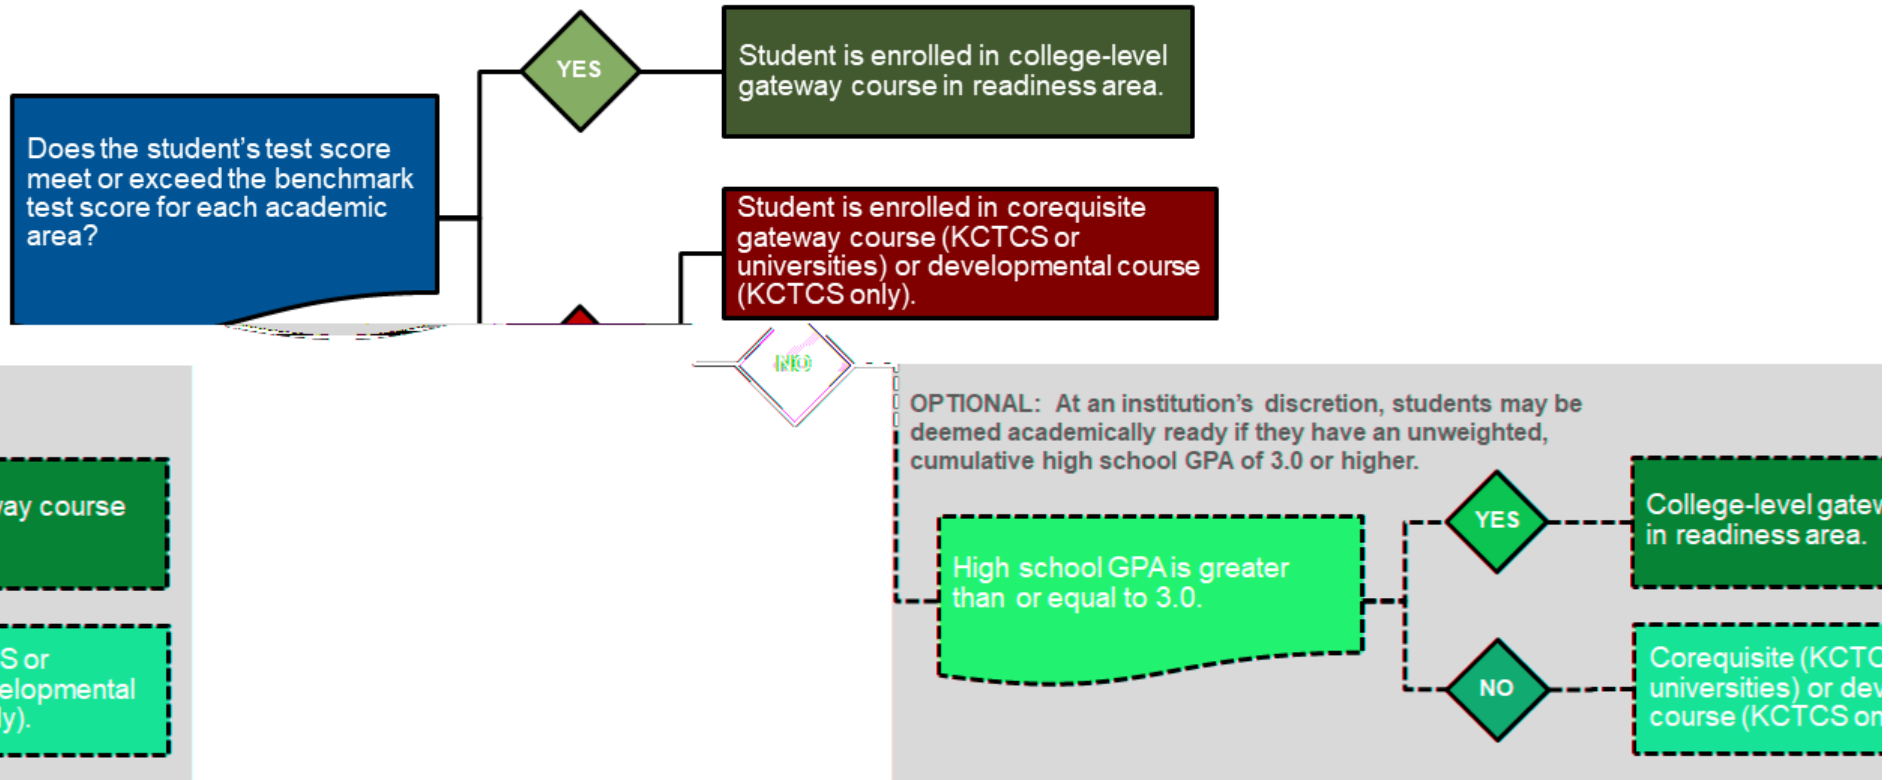 YES
Student is enrolled in college-level
gateway course in readiness area.
Does the student's test score
meet or exceed the benchmark
test score for each academic
area?
Student is enrolled in corequisite
gateway course (KCTCS or
universities) or developmental course
(KCTCS only).
NO
OPTIONAL: At an institution's discretion, students may be
deemed academically ready if they have an unweighted,
cumulative high school GPA of 3.0 or higher.
High school GPA is greater
than or equal to 3.0.
YES
College-level gatew
in readiness area.
NO
Corequisite (KCTC
universities) or dev
course (KCTCS on
way course
S or
elopmental
ly).